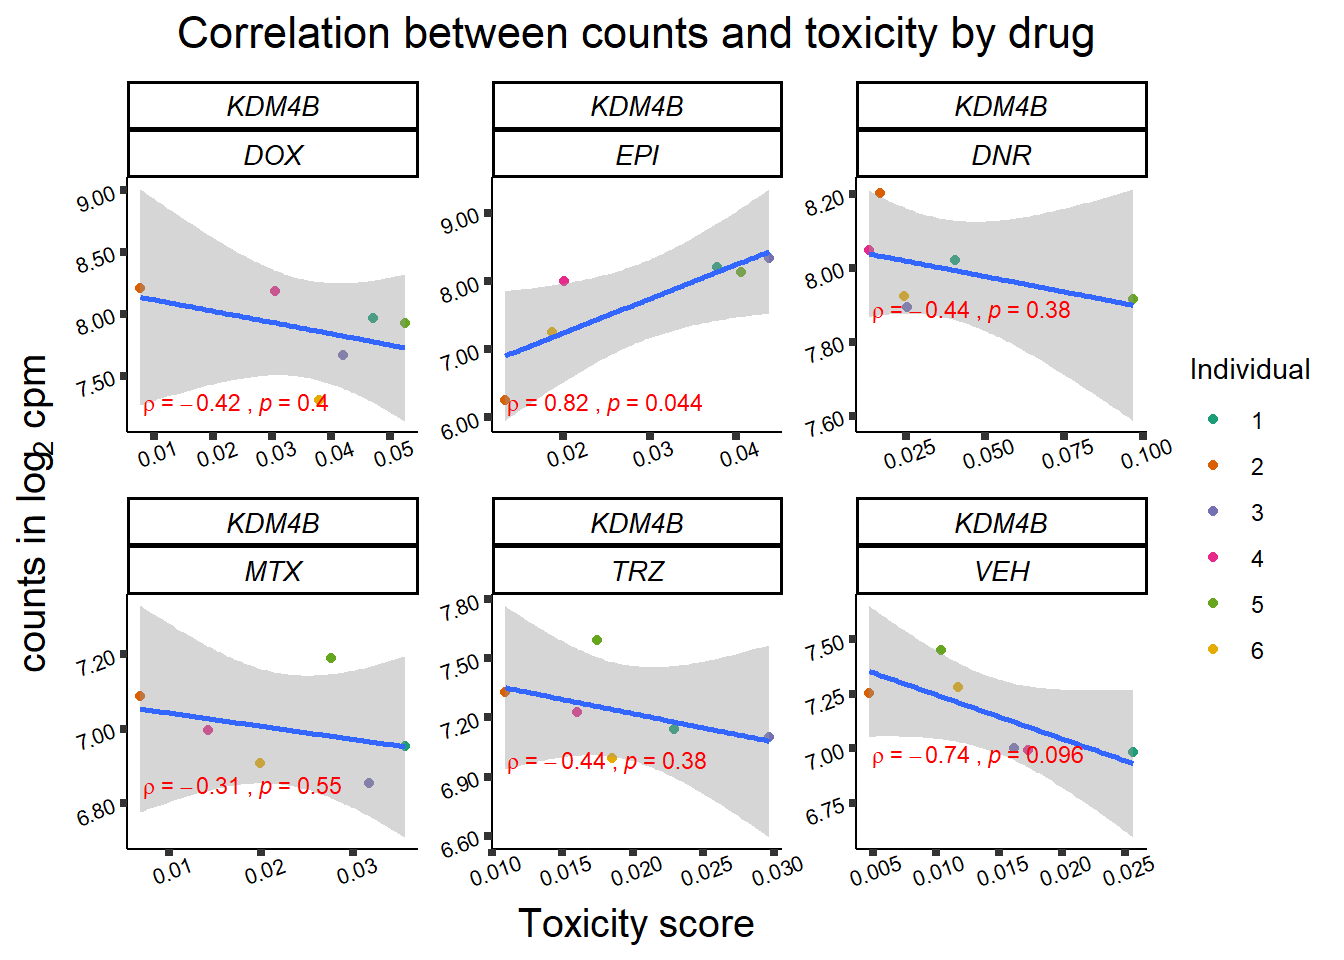 Correlation between counts and toxicity by drug
KDM4B
KDM4B
KDM4B
DOX
EPI
DNR
9.00
8.50
8.00
7.50
ρ = −0.42 , p = 0.4
0.01 0.02 0.03 0.04 0.05
9.00
8.00
7.00
6.00
ρ = 0.82 , p = 0.044
0.02 0.03 0.04
8.20
8.00
7.80
7.60
ρ = −0.44 , p = 0.38
0.025 0.050 0.075 0.100
KDM4B
KDM4B
KDM4B
MTX
TRZ
VEH
7.20
7.00
6.80
ρ = −0.31 , p = 0.55
0.01 0.02 0.03
7.80
7.50
7.20
6.90
6.60
ρ = −0.44 , p = 0.38
0.010 0.015 0.020 0.025 0.030
7.50
7.25
7.00
6.75
ρ = −0.74 , p = 0.096
0.005 0.010 0.015 0.020 0.025
counts in log2 cpm
Toxicity score
Individual
1
2
3
4
5
6